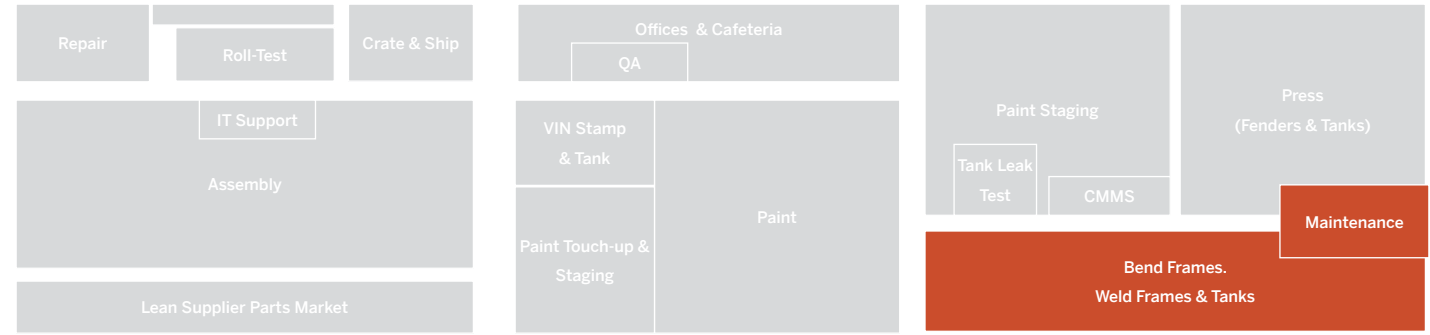 Repair
Roll-Test
Crate & Ship
IT Support
Assembly
Lean Supplier Parts Market
Offices & Cafeteria
QA
VIN Stamp
& Tank
Paint Touch-up &
Staging
Paint
Paint Staging
Tank Leak
Test
CMMS
Press
(Fenders & Tanks)
Maintenance
Bend Frames.
Weld Frames & Tanks